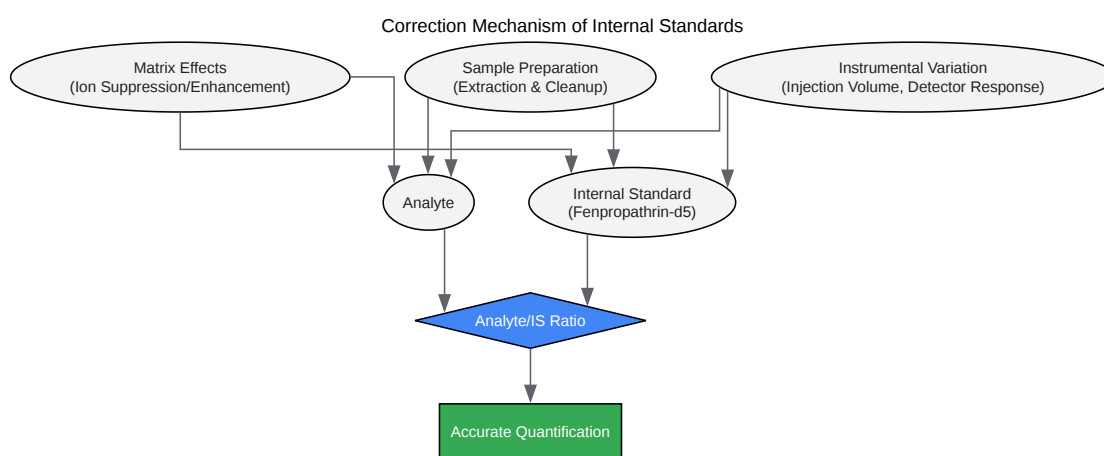 Correction Mechanism of Internal Standards
Matrix Effects
(Ion Suppression/Enhancement)
Sample Preparation
(Extraction & Cleanup)
Instrumental Variation
(Injection Volume, Detector Response)
Analyte
Internal Standard
(Fenpropathrin-d5)
Analyte/IS Ratio
Accurate Quantification